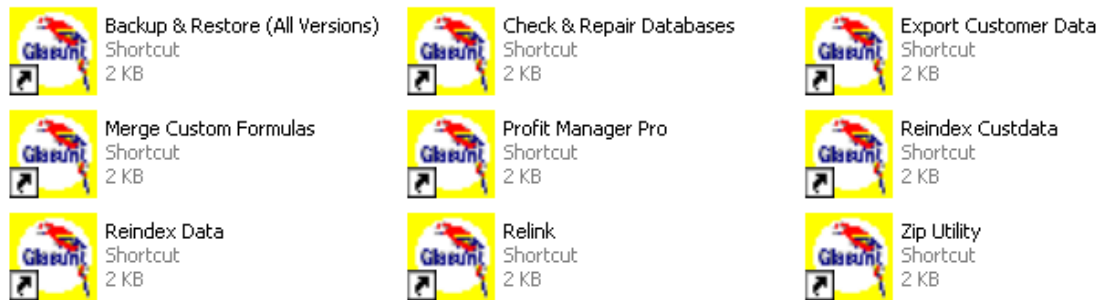 Backup & Restore (All Versions)
Shortcut
2 KB
Check & Repair Databases
Shortcut
2 KB
Export Customer Data
Shortcut
2 KB
Merge Custom Formulas
Shortcut
2 KB
Profit Manager Pro
Shortcut
2 KB
Reindex Custdata
Shortcut
2 KB
Reindex Data
Shortcut
2 KB
Relink
Shortcut
2 KB
Zip Utility
Shortcut
2 KB